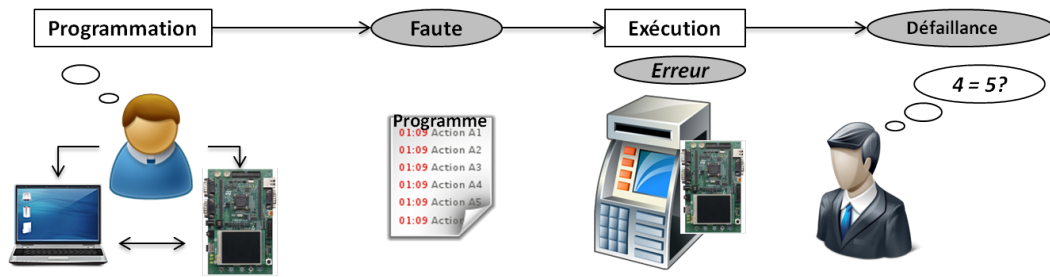 Programmation
Faute
Exécution
Défaillance
Erreur
4 = 5?
Programme
01:09 Action A1
01:09 Action A2
01:09 Action A3
01:09 Action A4
01:09 Action A5
01:09 Action